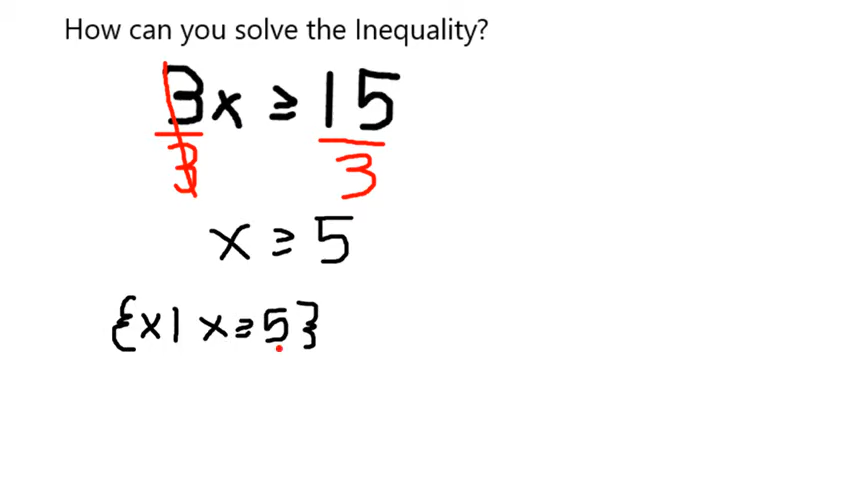 How can you solve the Inequality?
3x ≥ 15
3 3
x ≥ 5
{x| x≥5}